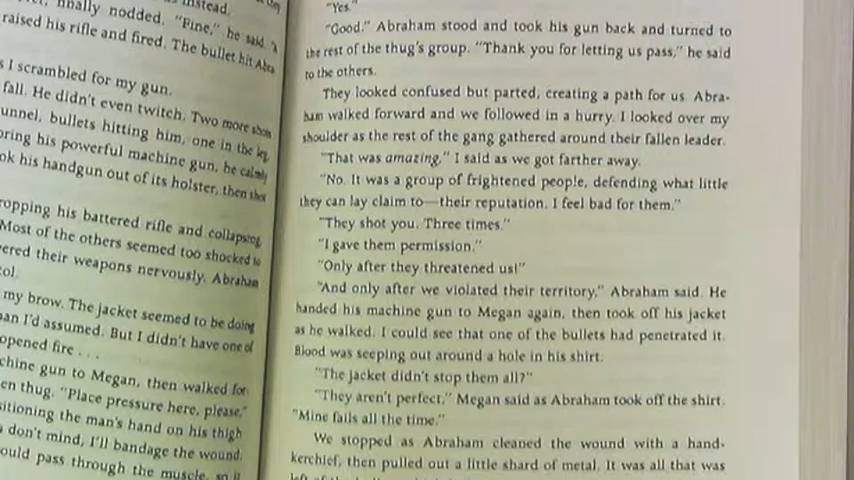 instead.
finally nodded. "Fine," he said.
raised his rifle and fired. The bullet hit Abra
I scrambled for my gun.
fall. He didn't even twitch. Two more shots
unnel, bullets hitting him, one in the leg,
oring his powerful machine gun, he calmly
ok his handgun out of its holster, then shot
ropping his battered rifle and collapsing.
Most of the others seemed too shocked to
ered their weapons nervously. Abraham
ol.
my brow. The jacket seemed to be doing
an I'd assumed. But I didn't have one of
opened fire . . .
chine gun to Megan, then walked for-
en thug. "Place pressure here, please,"
sitioning the man's hand on his thigh
don't mind, I'll bandage the wound.
ould pass through the muscle, so it
"Yes."
"Good." Abraham stood and took his gun back and turned to
the rest of the thug's group. "Thank you for letting us pass," he said
to the others.
They looked confused but parted, creating a path for us. Abra-
ham walked forward and we followed in a hurry. I looked over my
shoulder as the rest of the gang gathered around their fallen leader.
"That was amazing," I said as we got farther away.
"No. It was a group of frightened people, defending what little
they can lay claim to—their reputation. I feel bad for them."
"They shot you. Three times."
"I gave them permission."
"Only after they threatened us!"
"And only after we violated their territory," Abraham said. He
handed his machine gun to Megan again, then took off his jacket
as he walked. I could see that one of the bullets had penetrated it.
Blood was seeping out around a hole in his shirt.
"The jacket didn't stop them all?"
"They aren't perfect," Megan said as Abraham took off the shirt.
"Mine fails all the time."
We stopped as Abraham cleaned the wound with a hand-
kerchief, then pulled out a little shard of metal. It was all that was